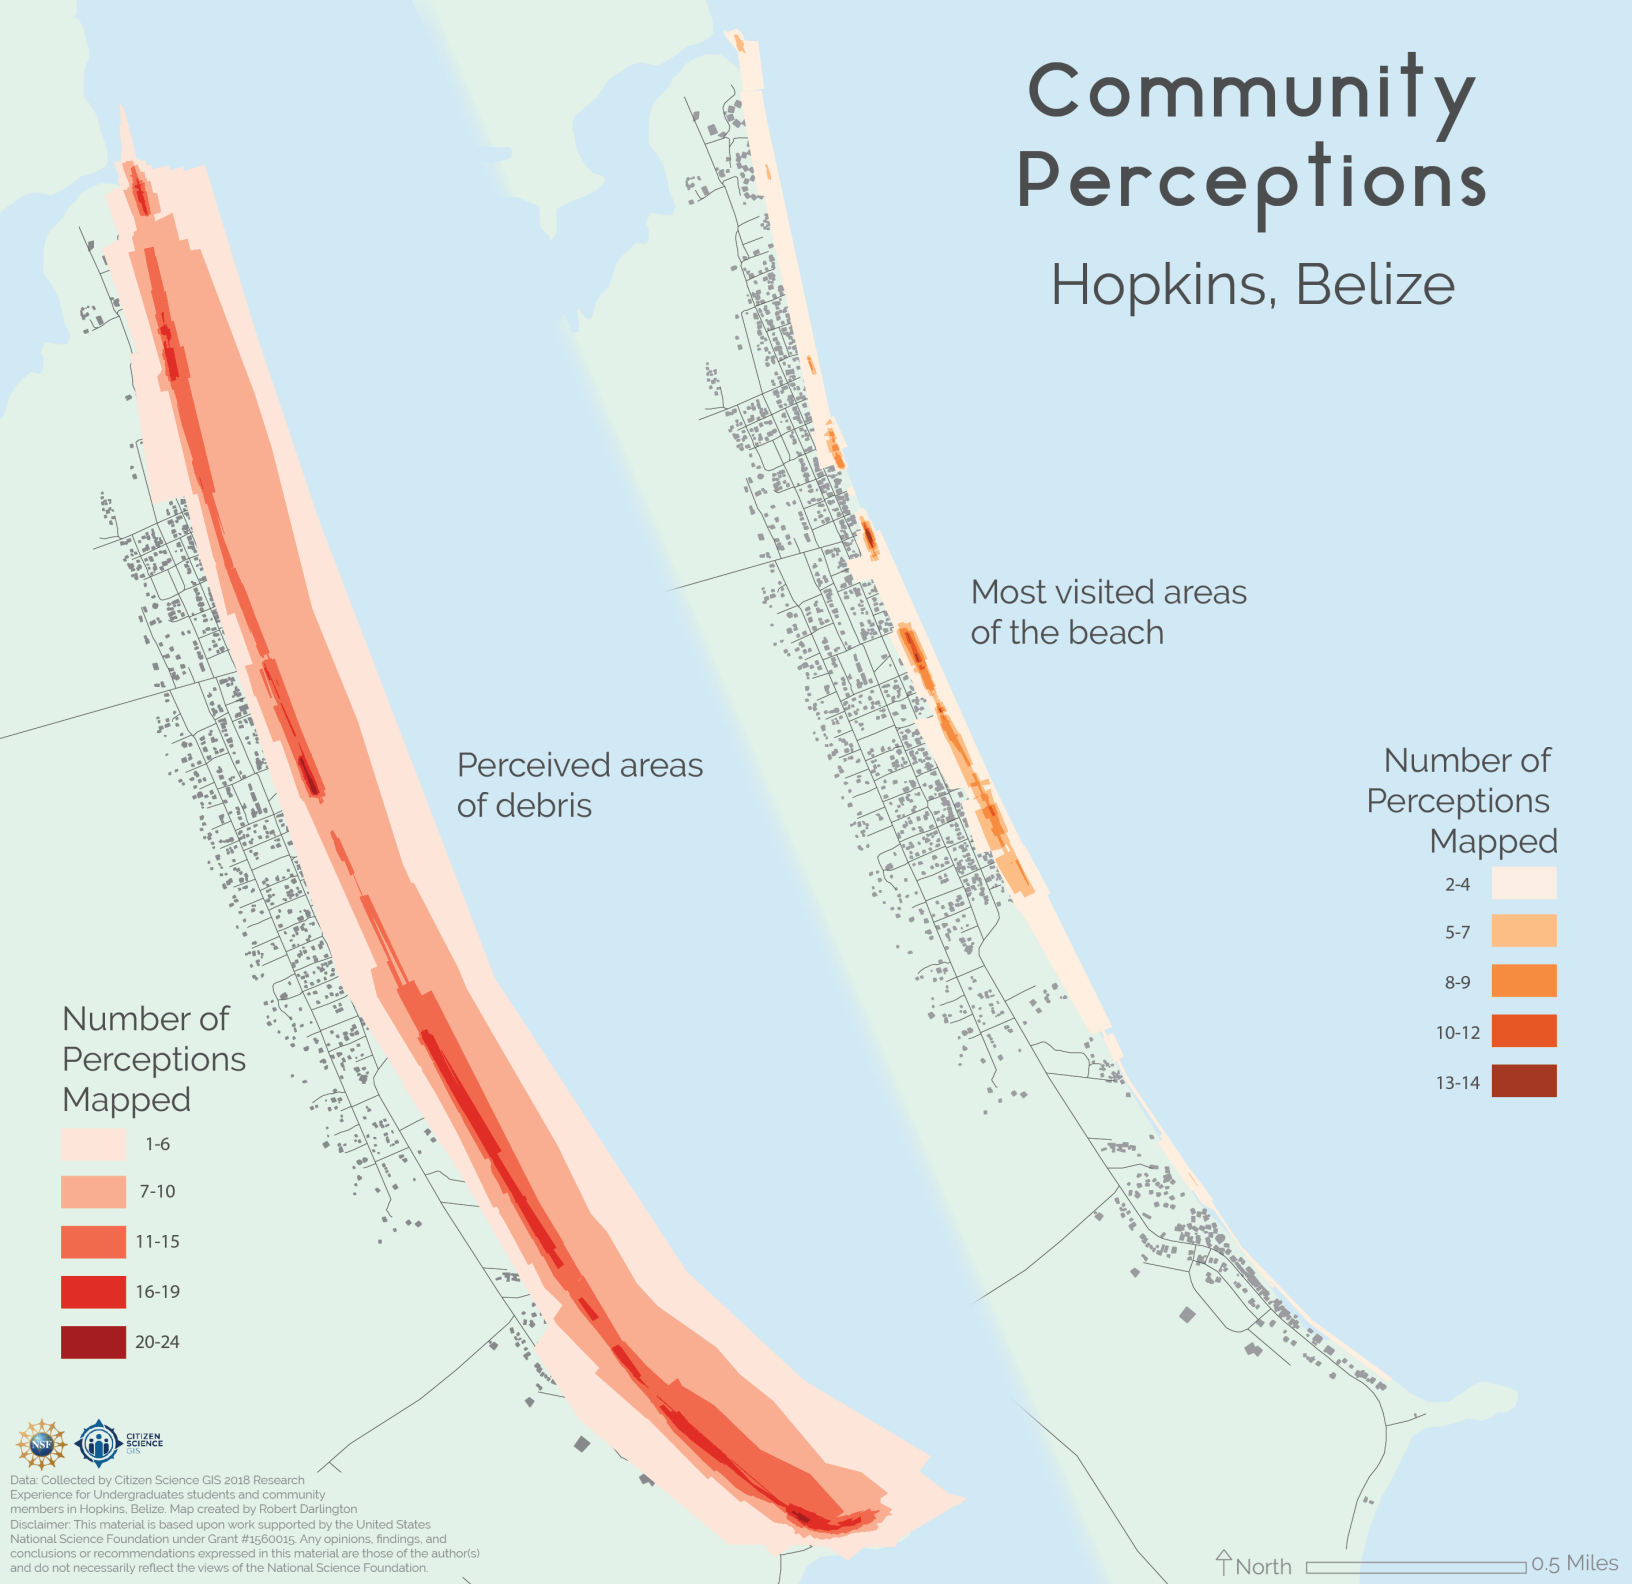 Community
Perceptions
Hopkins, Belize
Most visited areas
of the beach
Perceived areas
of debris
Number of
Perceptions
Mapped
2-4
5-7
8-9
10-12
13-14
Number of
Perceptions
Mapped
1-6
7-10
11-15
16-19
20-24
NSF
CITIZEN
SCIENCE
GIS
Data: Collected by Citizen Science GIS 2018 Research
Experience for Undergraduates students and community
members in Hopkins, Belize. Map created by Robert Darlington
Disclaimer: This material is based upon work supported by the United States
National Science Foundation under Grant #1560015. Any opinions, findings, and
conclusions or recommendations expressed in this material are those of the author(s)
and do not necessarily reflect the views of the National Science Foundation.
North
0.5 Miles